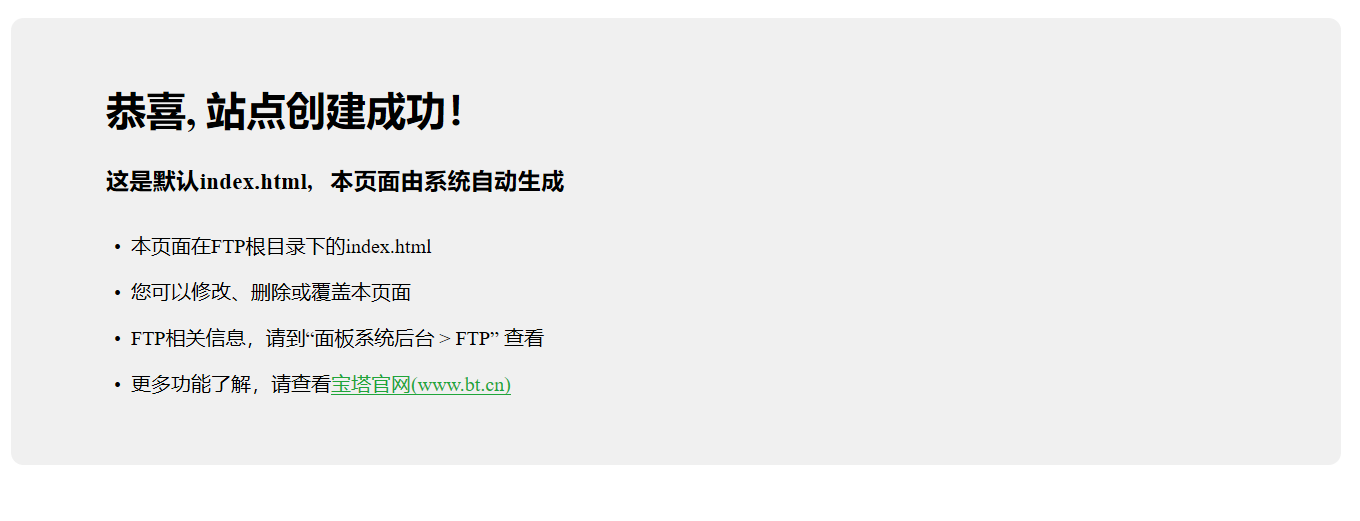 恭喜, 站点创建成功！
这是默认index.html，本页面由系统自动生成
• 本页面在FTP根目录下的index.html
• 您可以修改、删除或覆盖本页面
• FTP相关信息，请到“面板系统后台 > FTP” 查看
• 更多功能了解，请查看宝塔官网(www.bt.cn)